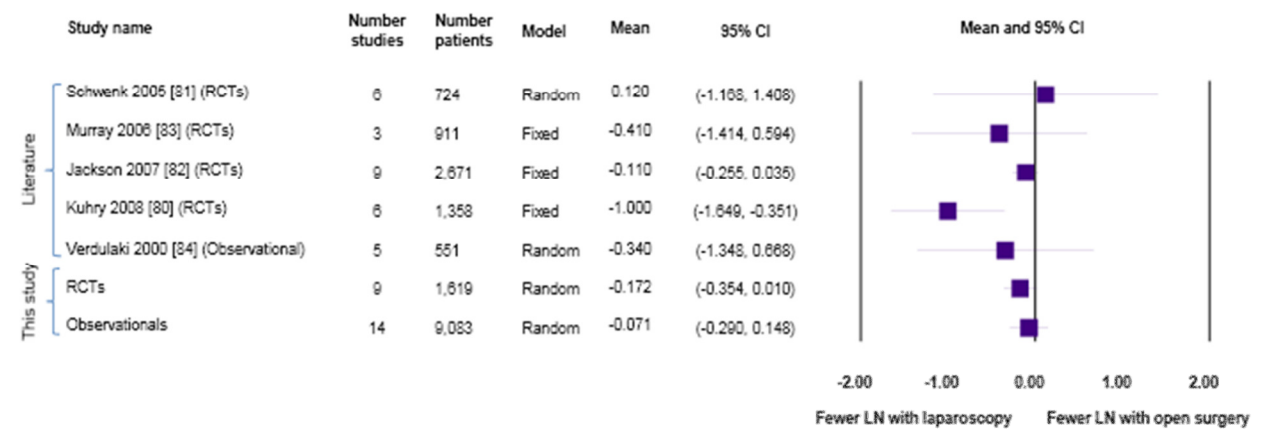 Study name Number studies Number patients Model Mean 95% CI Mean and 95% CI
Literature
Schwenk 2005 [81] (RCTs) 6 724 Random 0.120 (-1.168, 1.408)
Murray 2006 [83] (RCTs) 3 911 Fixed -0.410 (-1.414, 0.594)
Jackson 2007 [82] (RCTs) 9 2,671 Fixed -0.110 (-0.255, 0.035)
Kuhry 2008 [80] (RCTs) 6 1,358 Fixed -1.000 (-1.649, -0.351)
Verdulaki 2000 [84] (Observational) 5 551 Random -0.340 (-1.348, 0.668)
This study
RCTs 9 1,619 Random -0.172 (-0.354, 0.010)
Observationals 14 9,083 Random -0.071 (-0.290, 0.148)
-2.00 -1.00 0.00 1.00 2.00
Fewer LN with laparoscopy Fewer LN with open surgery